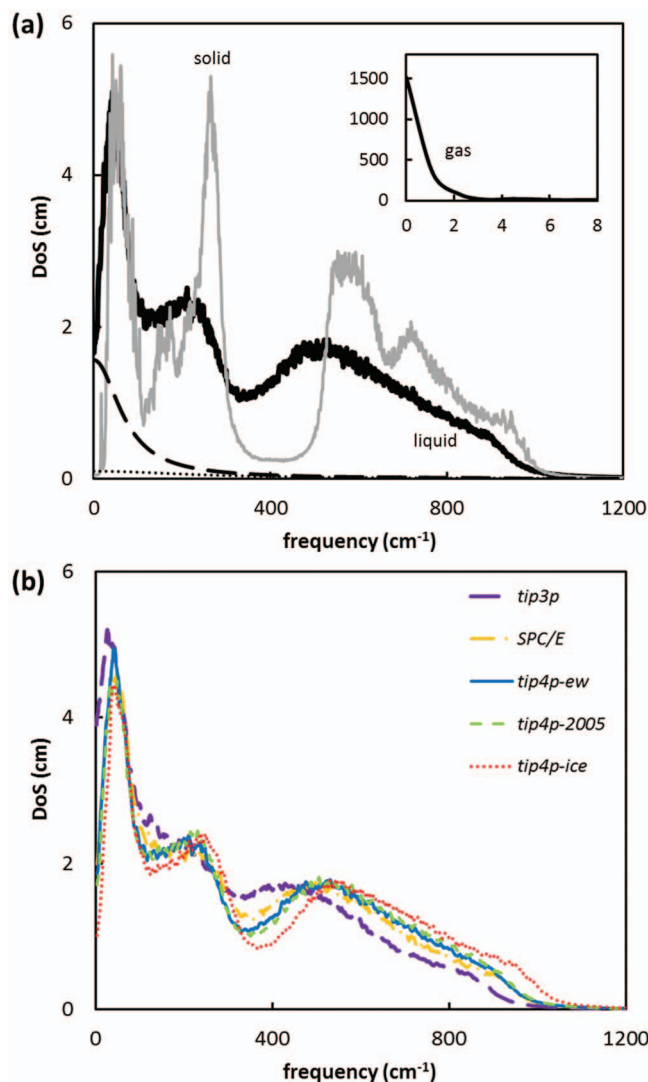 (a)
6
4
2
0
DoS (cm)
solid
liquid
1500
1000
500
0
gas
0 2 4 6 8
0 400 800 1200
frequency (cm⁻¹)
(b)
6
4
2
0
DoS (cm)
tip3p
SPC/E
tip4p-ew
tip4p-2005
tip4p-ice
0 400 800 1200
frequency (cm⁻¹)